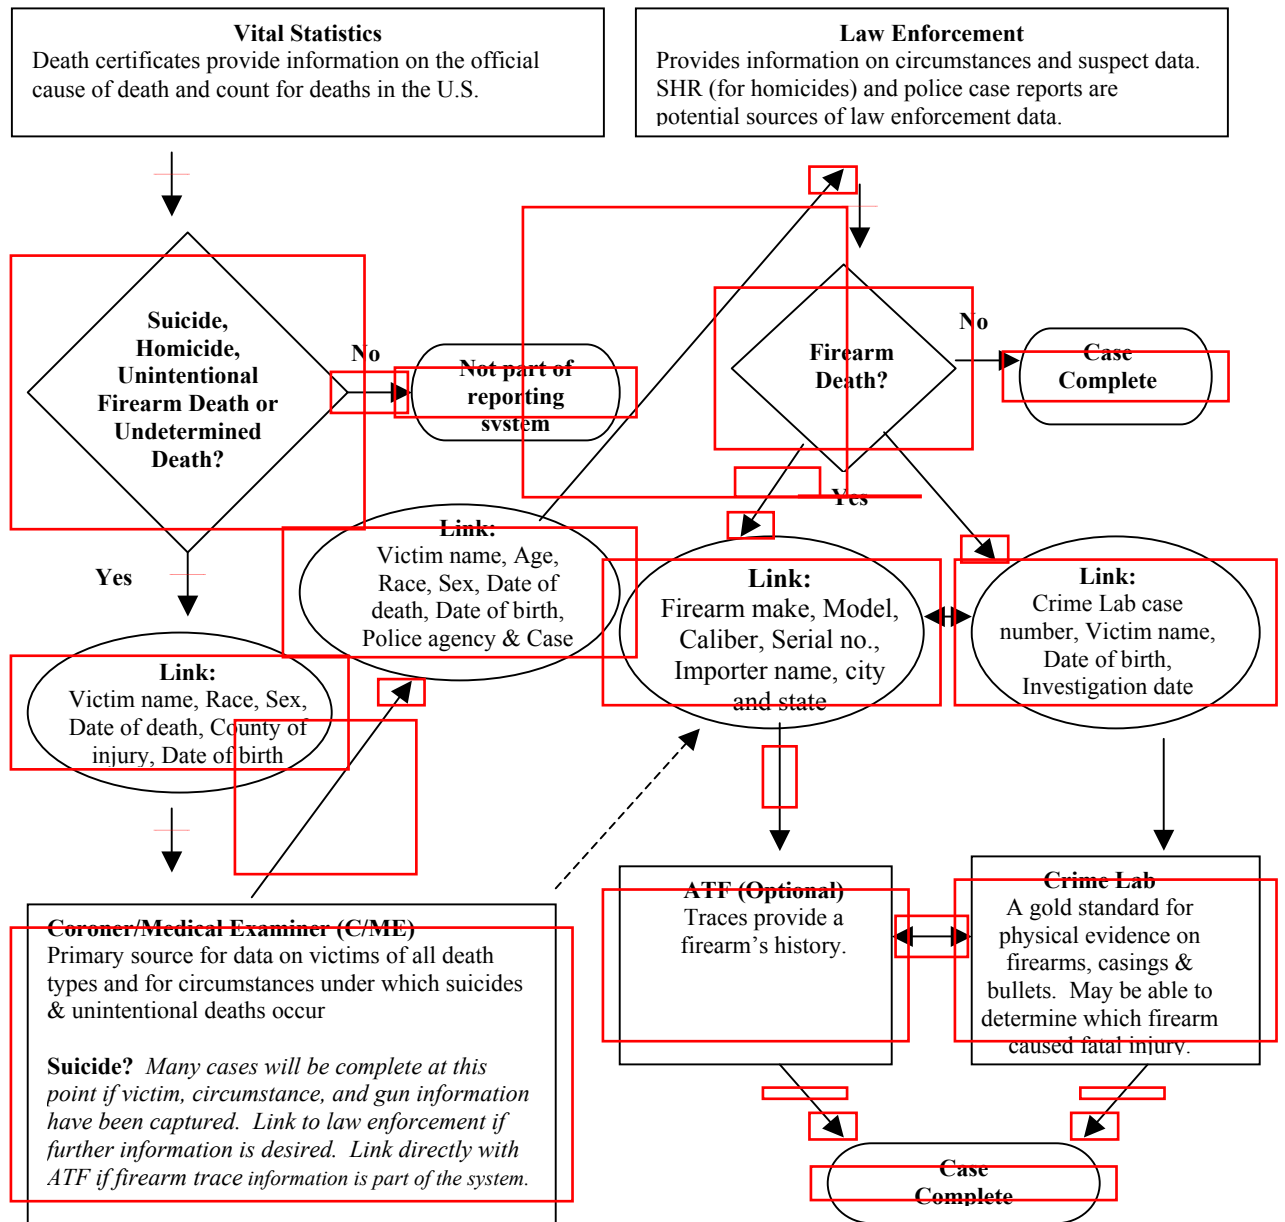 Vital Statistics
Death certificates provide information on the official
cause of death and count for deaths in the U.S.
Law Enforcement
Provides information on circumstances and suspect data.
SHR (for homicides) and police case reports are
potential sources of law enforcement data.
Suicide,
Homicide,
Unintentional
Firearm Death or
Undetermined
Death?
No
Not part of
reporting
system
Firearm
Death?
No
Case
Complete
Yes
Yes
Link:
Victim name, Age,
Race, Sex, Date of
death, Date of birth,
Police agency & Case
Link:
Firearm make, Model,
Caliber, Serial no.,
Importer name, city
and state
Link:
Crime Lab case
number, Victim name,
Date of birth,
Investigation date
Link:
Victim name, Race, Sex,
Date of death, County of
injury, Date of birth
Coroner/Medical Examiner (C/ME)
Primary source for data on victims of all death
types and for circumstances under which suicides
& unintentional deaths occur
Suicide? Many cases will be complete at this
point if victim, circumstance, and gun information
have been captured. Link to law enforcement if
further information is desired. Link directly with
ATF if firearm trace information is part of the system.
ATF (Optional)
Traces provide a
firearm's history.
Crime Lab
A gold standard for
physical evidence on
firearms, casings &
bullets. May be able to
determine which firearm
caused fatal injury.
Case
Complete